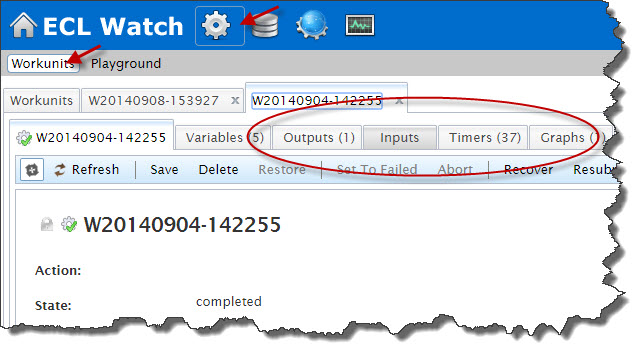 ECL Watch
Workunits Playground
Workunits W20140908-153927 x W20140904-142255 x
W20140904-142255 Variables (5) Outputs (1) Inputs Timers (37) Graphs
Refresh Save Delete Restore Set To Failed Abort Recover Resub
W20140904-142255
Action:
State: completed